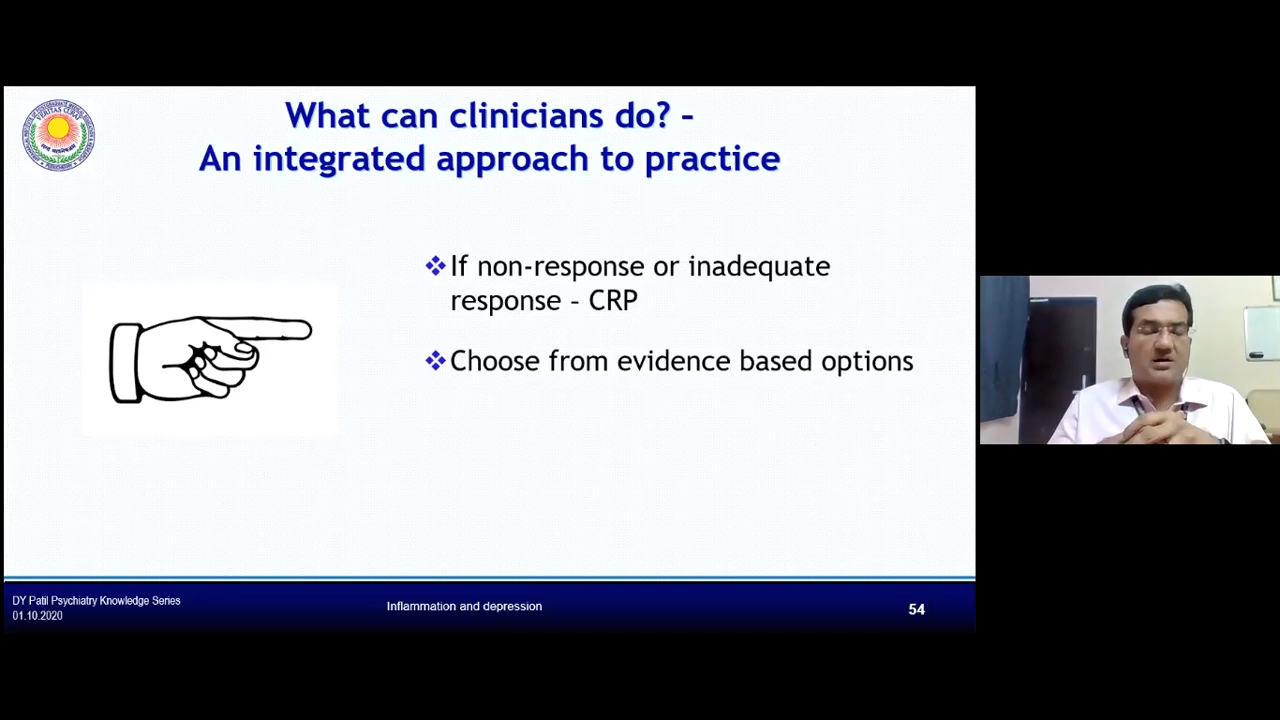 What can clinicians do? –
An integrated approach to practice
If non-response or inadequate
response – CRP
Choose from evidence based options
DY Patil Psychiatry Knowledge Series
01.10.2020
Inflammation and depression
54